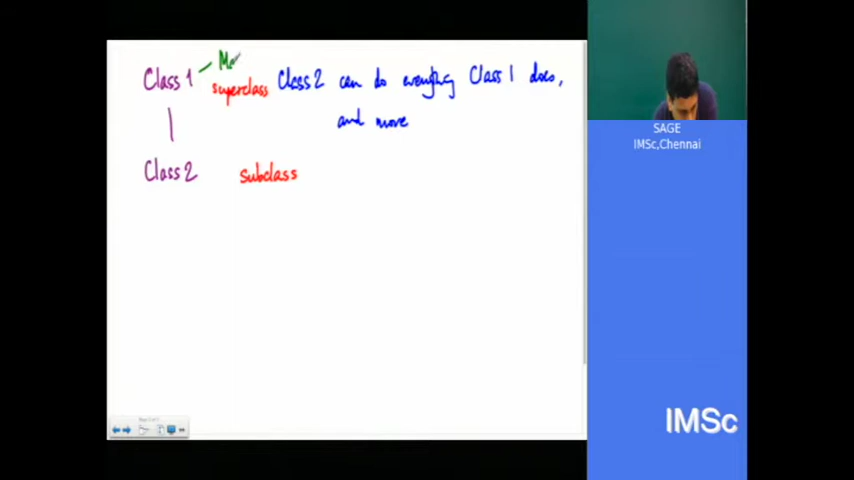 Class 1
superclass
Class 2 can do everything Class 1 does,
and more
Class 2 subclass
SAGE
IMSc,Chennai
IMSc